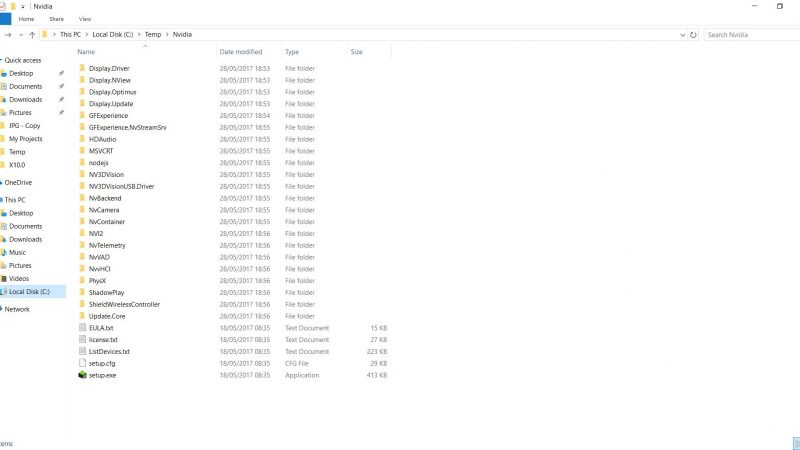 Nvidia
Home Share View
This PC Local Disk (C:) Temp Nvidia
Search Nvidia
Name Date modified Type Size
Quick access
Desktop
Documents
Downloads
Pictures
JPG - Copy
My Projects
Temp
X10.0
OneDrive
This PC
Desktop
Documents
Downloads
Music
Pictures
Videos
Local Disk (C:)
Network
Display.Driver 28/05/2017 18:53 File folder
Display.NView 28/05/2017 18:53 File folder
Display.Optimus 28/05/2017 18:53 File folder
Display.Update 28/05/2017 18:53 File folder
GFExperience 28/05/2017 18:54 File folder
GFExperience.NvStreamSrv 28/05/2017 18:55 File folder
HDAudio 28/05/2017 18:55 File folder
MSVCRT 28/05/2017 18:55 File folder
nodejs 28/05/2017 18:55 File folder
NV3DVision 28/05/2017 18:55 File folder
NV3DVisionUSB.Driver 28/05/2017 18:55 File folder
NvBackend 28/05/2017 18:55 File folder
NvCamera 28/05/2017 18:55 File folder
NvContainer 28/05/2017 18:55 File folder
NVI2 28/05/2017 18:56 File folder
NvTelemetry 28/05/2017 18:56 File folder
NvVAD 28/05/2017 18:56 File folder
NvvHCI 28/05/2017 18:56 File folder
PhysX 28/05/2017 18:56 File folder
ShadowPlay 28/05/2017 18:56 File folder
ShieldWirelessController 28/05/2017 18:56 File folder
Update.Core 28/05/2017 18:56 File folder
EULA.txt 18/05/2017 08:35 Text Document 15 KB
license.txt 18/05/2017 08:35 Text Document 27 KB
ListDevices.txt 18/05/2017 08:35 Text Document 223 KB
setup.cfg 18/05/2017 08:35 CFG File 29 KB
setup.exe 18/05/2017 08:35 Application 413 KB
ems